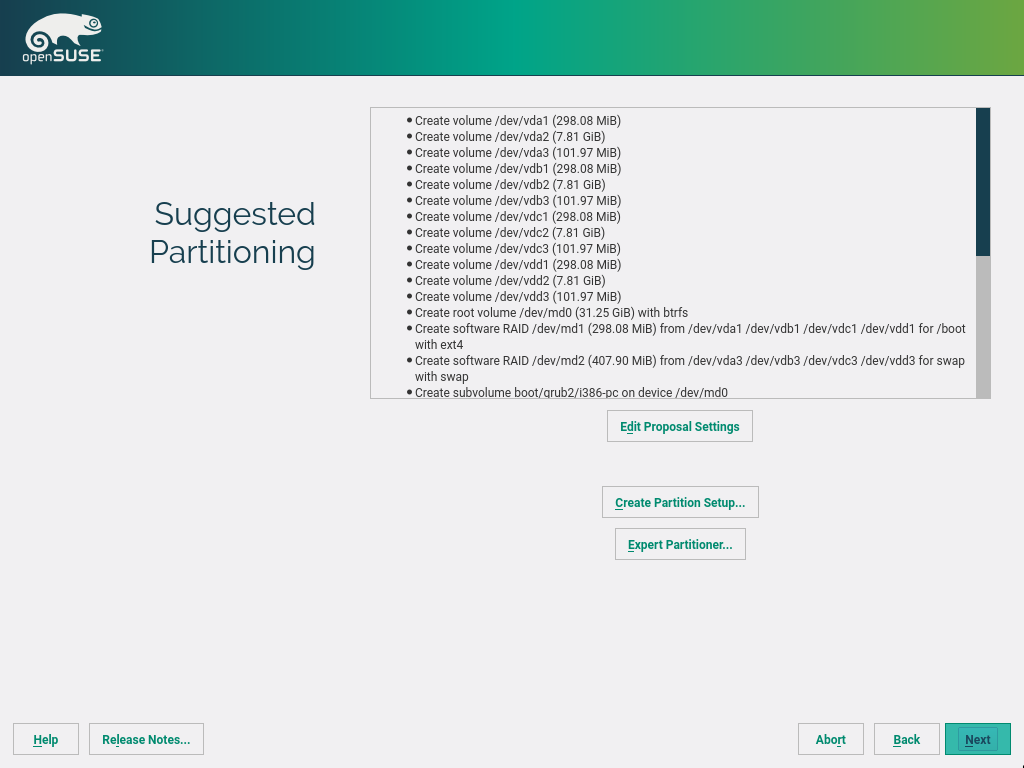 openSUSE
Suggested
Partitioning
Create volume /dev/vda1 (298.08 MiB)
Create volume /dev/vda2 (7.81 GiB)
Create volume /dev/vda3 (101.97 MiB)
Create volume /dev/vdb1 (298.08 MiB)
Create volume /dev/vdb2 (7.81 GiB)
Create volume /dev/vdb3 (101.97 MiB)
Create volume /dev/vdc1 (298.08 MiB)
Create volume /dev/vdc2 (7.81 GiB)
Create volume /dev/vdc3 (101.97 MiB)
Create volume /dev/vdd1 (298.08 MiB)
Create volume /dev/vdd2 (7.81 GiB)
Create volume /dev/vdd3 (101.97 MiB)
Create root volume /dev/md0 (31.25 GiB) with btrfs
Create software RAID /dev/md1 (298.08 MiB) from /dev/vda1 /dev/vdb1 /dev/vdc1 /dev/vdd1 for /boot
with ext4
Create software RAID /dev/md2 (407.90 MiB) from /dev/vda3 /dev/vdb3 /dev/vdc3 /dev/vdd3 for swap
with swap
Create subvolume boot/grub2/i386-pc on device /dev/md0
Edit Proposal Settings
Create Partition Setup...
Expert Partitioner...
Help
Release Notes...
Abort
Back
Next